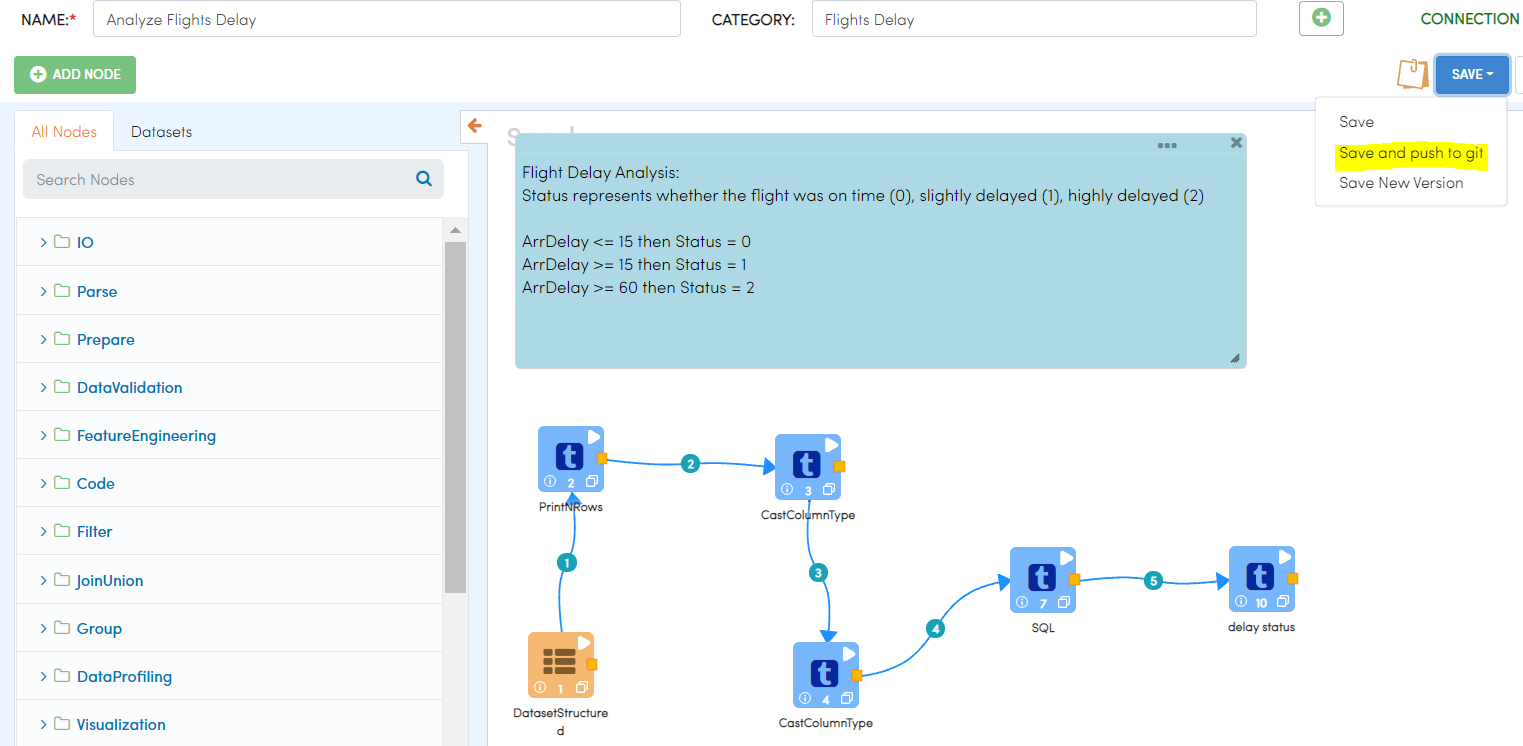 NAME:* Analyze Flights Delay CATEGORY: Flights Delay CONNECTION
ADD NODE SAVE
Save
Save and push to git
Save New Version
All Nodes Datasets
Search Nodes
IO
Parse
Prepare
DataValidation
FeatureEngineering
Code
Filter
JoinUnion
Group
DataProfiling
Visualization
Flight Delay Analysis:
Status represents whether the flight was on time (0), slightly delayed (1), highly delayed (2)
ArrDelay <= 15 then Status = 0
ArrDelay >= 15 then Status = 1
ArrDelay >= 60 then Status = 2
t
2
PrintNRows
2
t
3
CastColumnType
1
3
1
DatasetStructure
d
t
4
CastColumnType
4
t
7
SQL
5
t
10
delay status